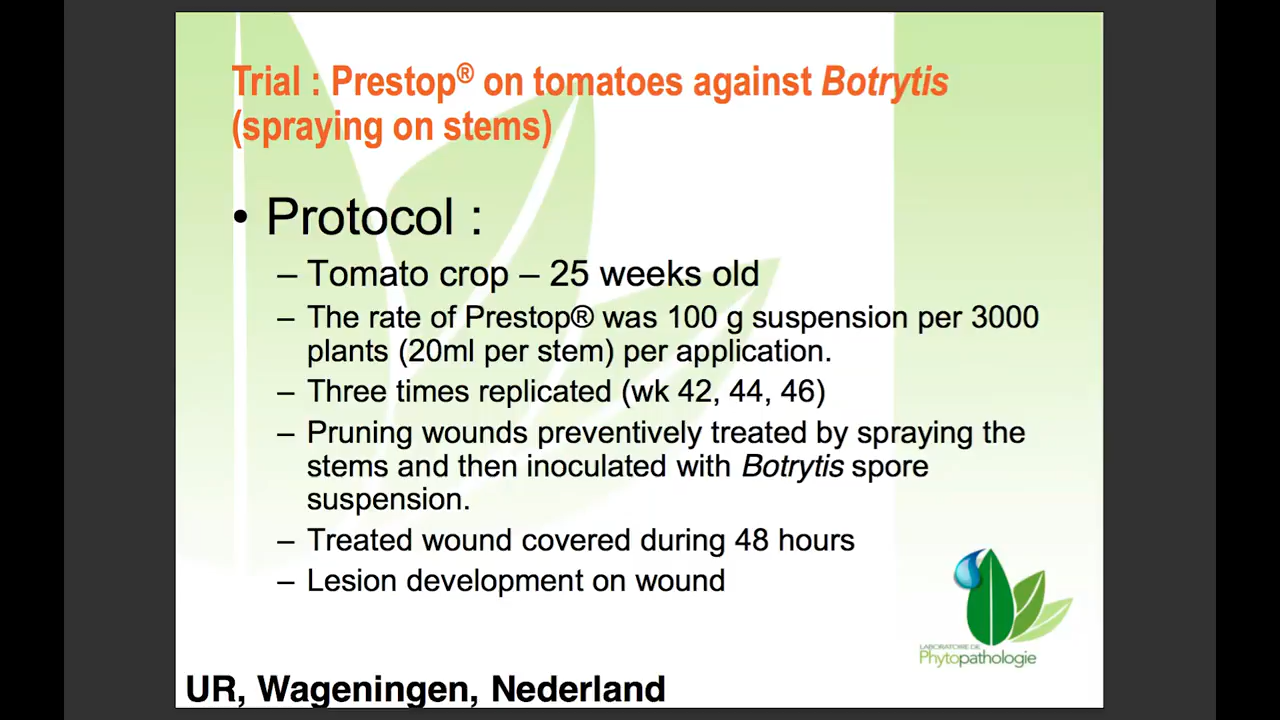 Trial : Prestop® on tomatoes against Botrytis
(spraying on stems)
• Protocol :
– Tomato crop – 25 weeks old
– The rate of Prestop® was 100 g suspension per 3000
plants (20ml per stem) per application.
– Three times replicated (wk 42, 44, 46)
– Pruning wounds preventively treated by spraying the
stems and then inoculated with Botrytis spore
suspension.
– Treated wound covered during 48 hours
– Lesion development on wound
LABORATOIRE DE
Phytopathologie
UR, Wageningen, Nederland